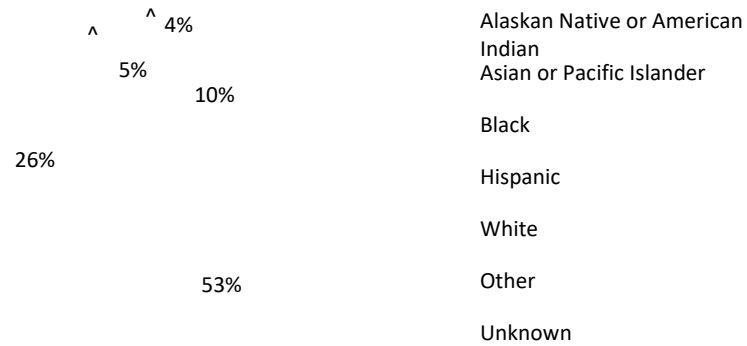 ^
^ 4%
5%
10%
26%
53%
Alaskan Native or American
Indian
Asian or Pacific Islander
Black
Hispanic
White
Other
Unknown